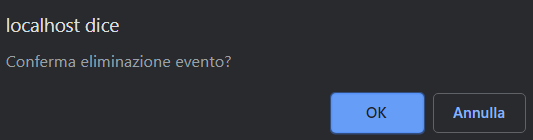 localhost dice
Conferma eliminazione evento?
OK
Annulla